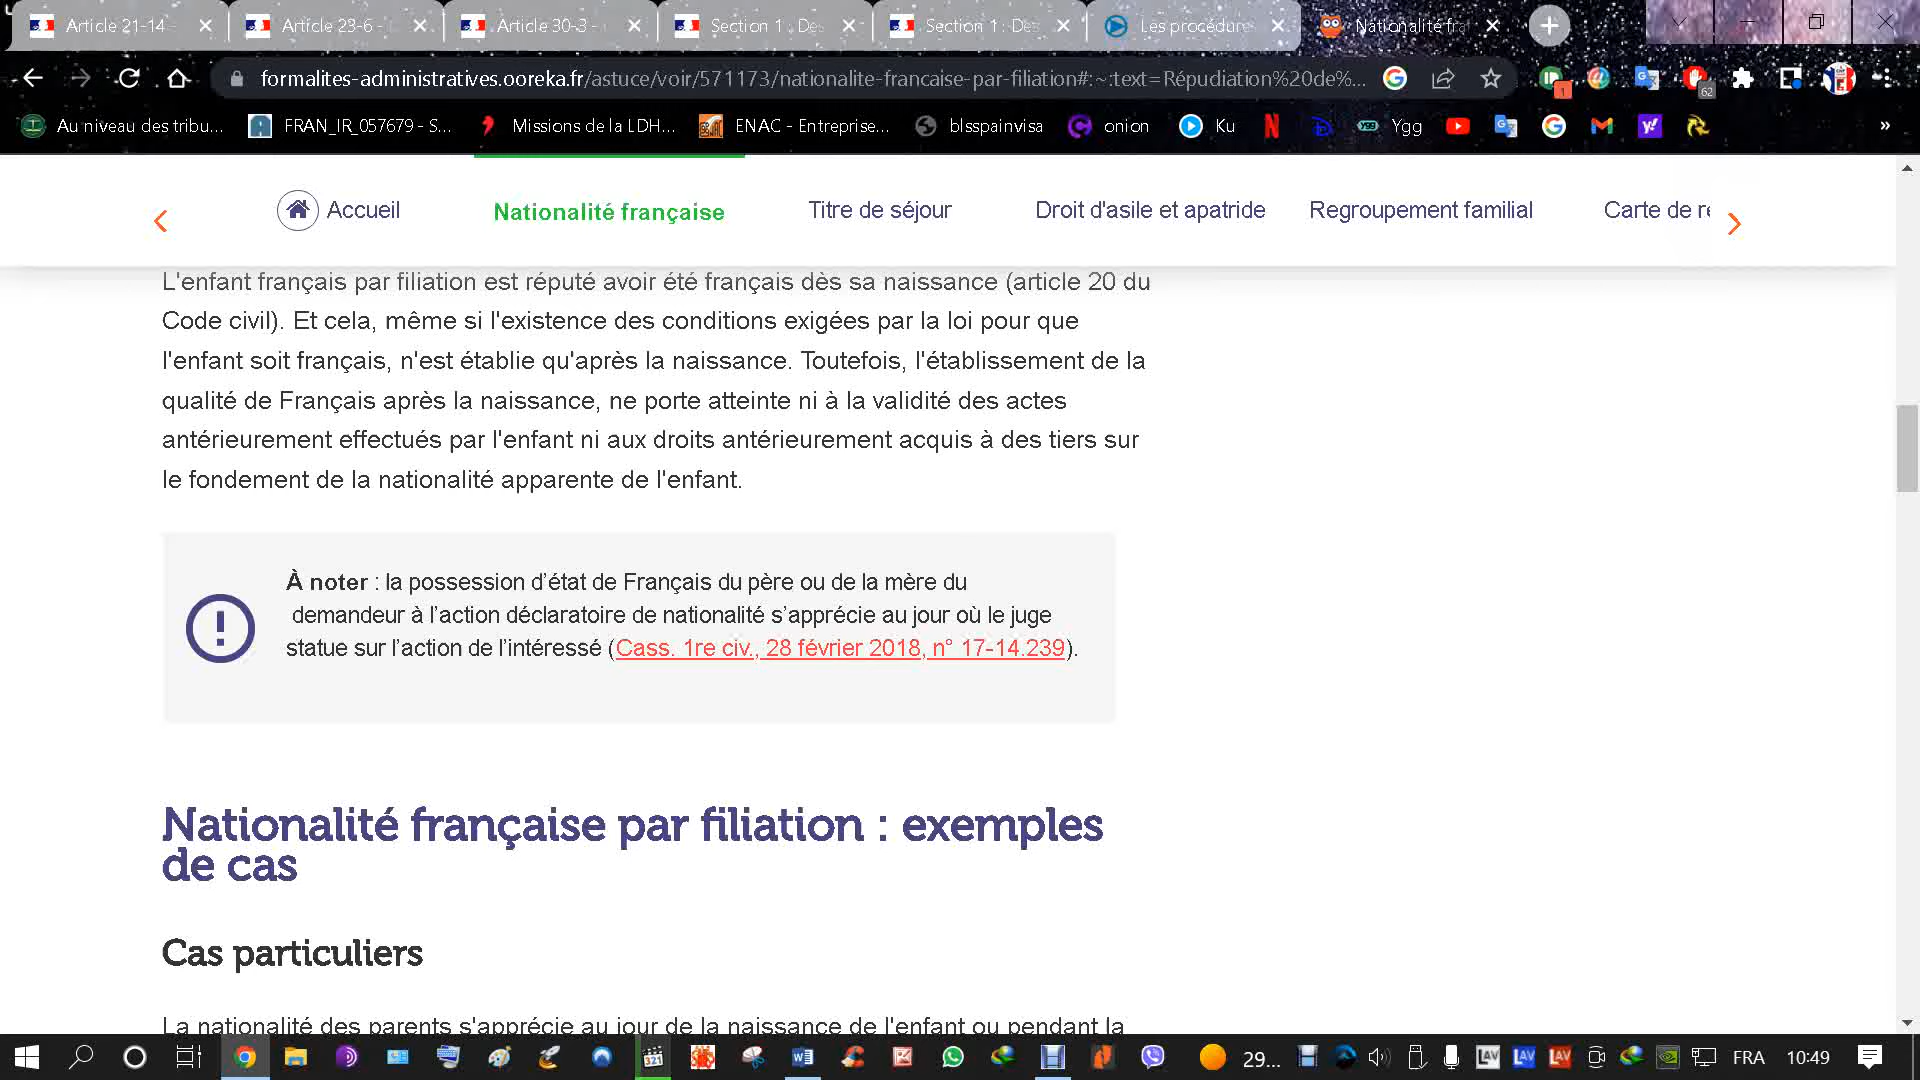 Article 21-14 -
Article 23-6 -
Article 30-3 -
Section 1 : Des
Section 1 : Des
Les procédures
Nationalité fra
formalites-administratives.ooreka.fr/astuce/voir/571173/nationalite-francaise-par-filiation#:~:text=Répudiation%20de%...
1
62
Au niveau des tribu...
FRAN_IR_057679 - S...
Missions de la LDH...
ENAC - Entreprise...
blsspainvisa
onion
Ku
Ygg
»
Accueil
Nationalité française
Titre de séjour
Droit d'asile et apatride
Regroupement familial
Carte de re
L'enfant français par filiation est réputé avoir été français dès sa naissance (article 20 du
Code civil). Et cela, même si l'existence des conditions exigées par la loi pour que
l'enfant soit français, n'est établie qu'après la naissance. Toutefois, l'établissement de la
qualité de Français après la naissance, ne porte atteinte ni à la validité des actes
antérieurement effectués par l'enfant ni aux droits antérieurement acquis à des tiers sur
le fondement de la nationalité apparente de l'enfant.
À noter : la possession d’état de Français du père ou de la mère du
demandeur à l’action déclaratoire de nationalité s’apprécie au jour où le juge
statue sur l’action de l’intéressé (Cass. 1re civ., 28 février 2018, n° 17-14.239).
Nationalité française par filiation : exemples
de cas
Cas particuliers
La nationalité des parents s'apprécie au jour de la naissance de l'enfant ou pendant la
321
29...
LAV
LAV
LAV
FRA
10:49